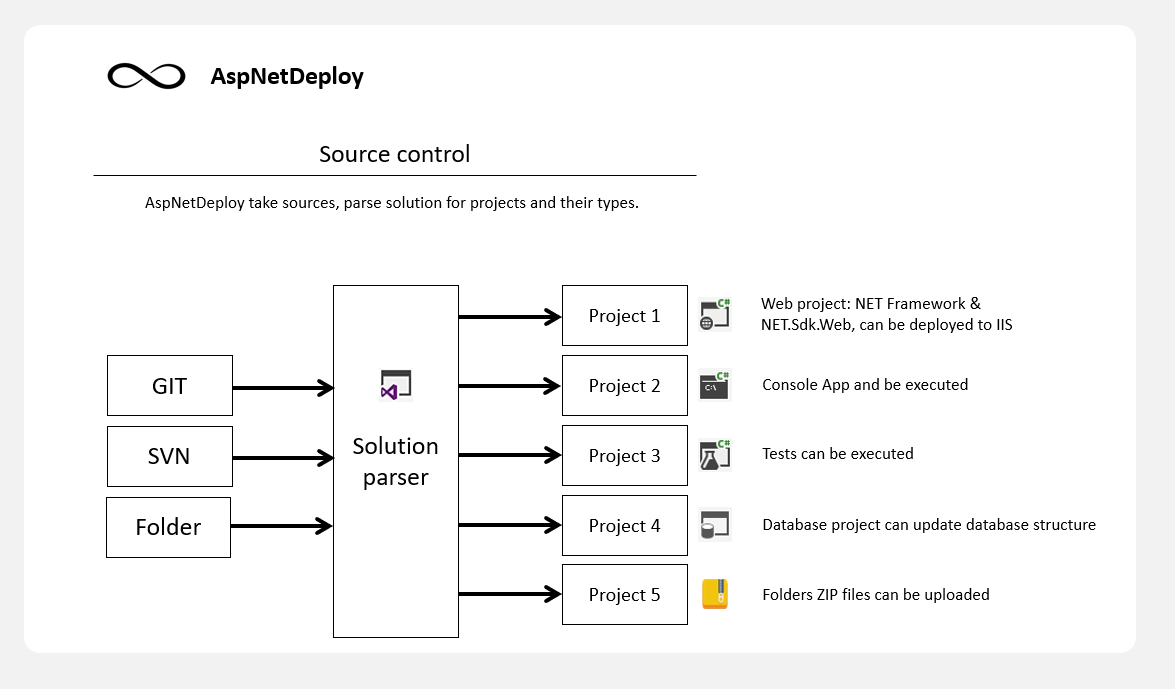 AspNetDeploy
Source control
AspNetDeploy take sources, parse solution for projects and their types.
GIT
SVN
Folder
Solution
parser
Project 1
C#
Web project: NET Framework &
NET.Sdk.Web, can be deployed to IIS
Project 2
C#
C:\
Console App and be executed
Project 3
C#
Tests can be executed
Project 4
Database project can update database structure
Project 5
Folders ZIP files can be uploaded